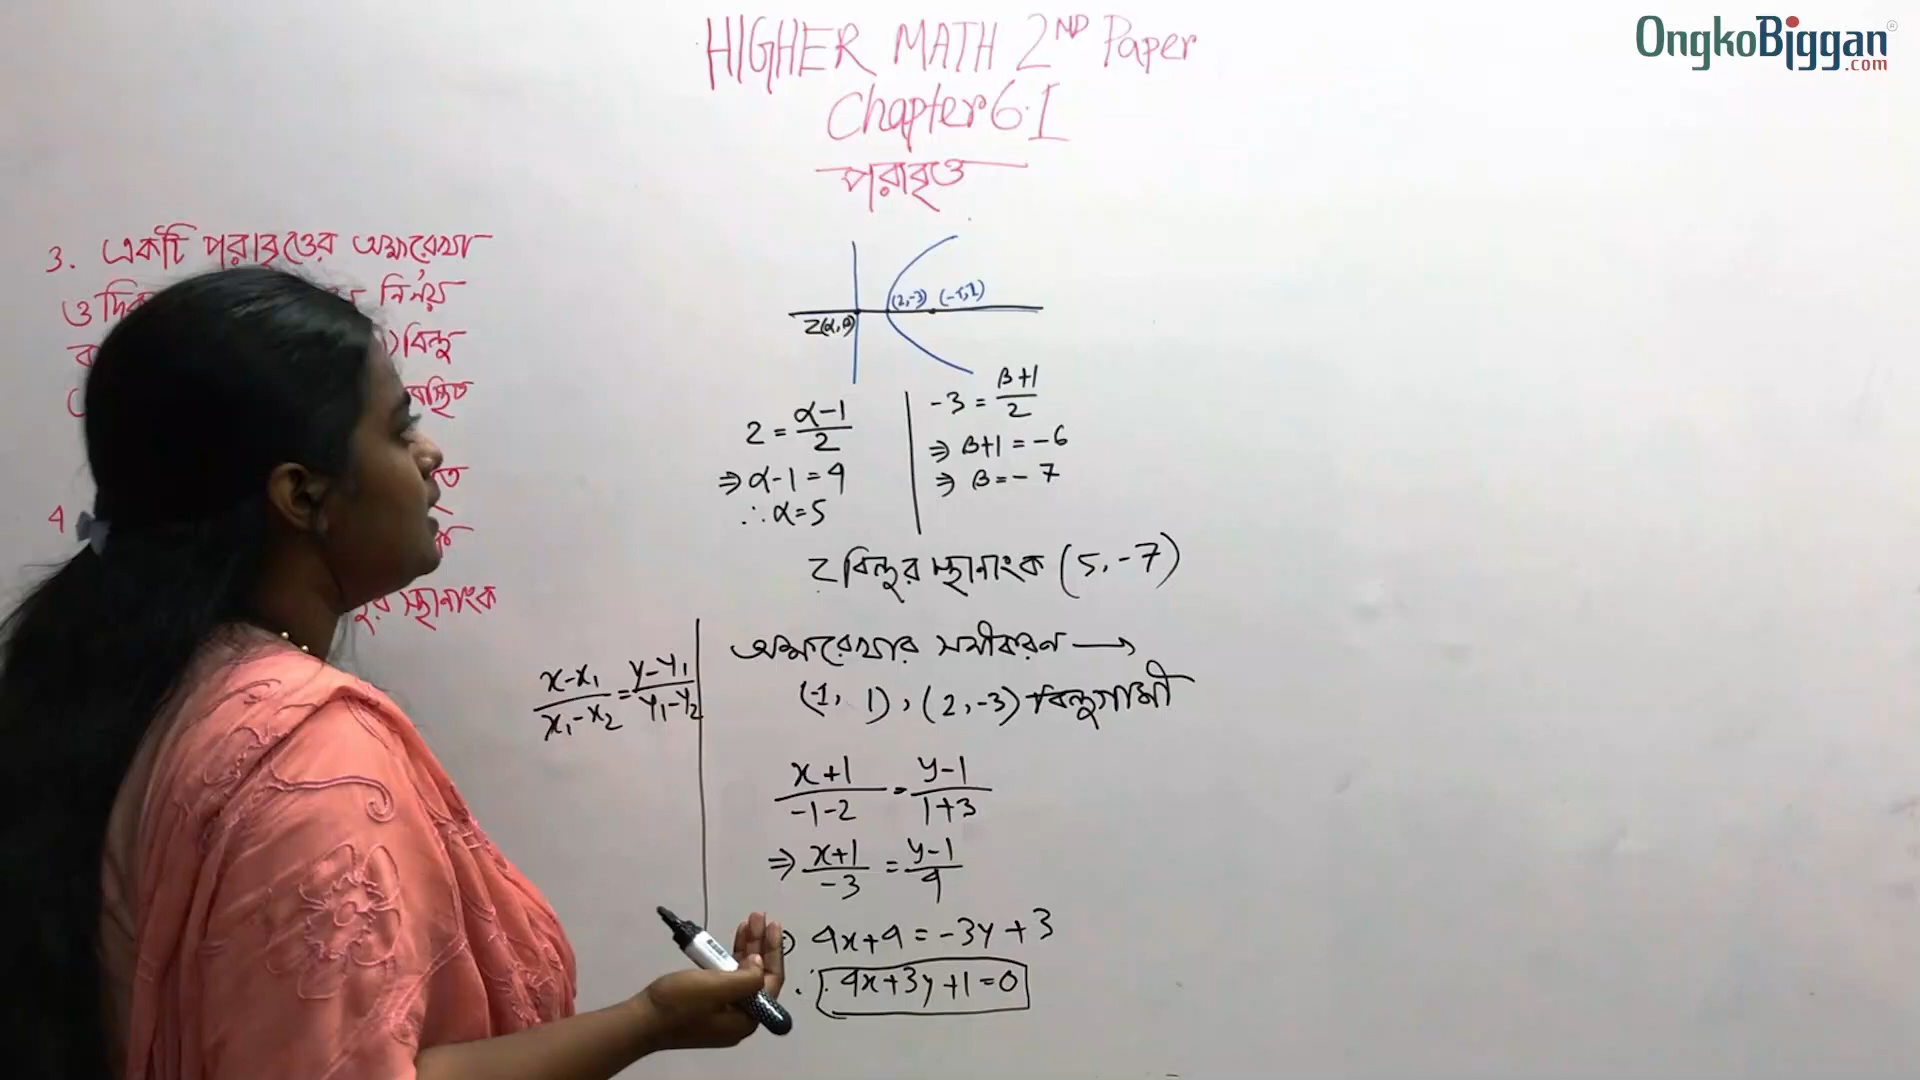 OngkoBiggan®
.com
HIGHER MATH 2ND Paper
Chapter 6.I
পরাবৃত্ত
3. একটি পরাবৃত্তের অক্ষরেখা
ও নির্ণয়
বিন্দু
4
স্থানাংক
(2,-3) (-1,1)
Z(α,β)
2 = α-1/2
⇒ α-1 = 4
∴ α = 5
-3 = β+1/2
⇒ β+1 = -6
⇒ β = -7
Z বিন্দুর স্থানাংক (5, -7)
x-x₁/x₁-x₂ = y-y₁/y₁-y₂
অক্ষরেখার সমীকরণ →
(-1, 1), (2, -3) বিন্দুগামী
x+1/-1-2 = y-1/1+3
⇒ x+1/-3 = y-1/4
4x+4 = -3y+3
∴ 4x+3y+1=0